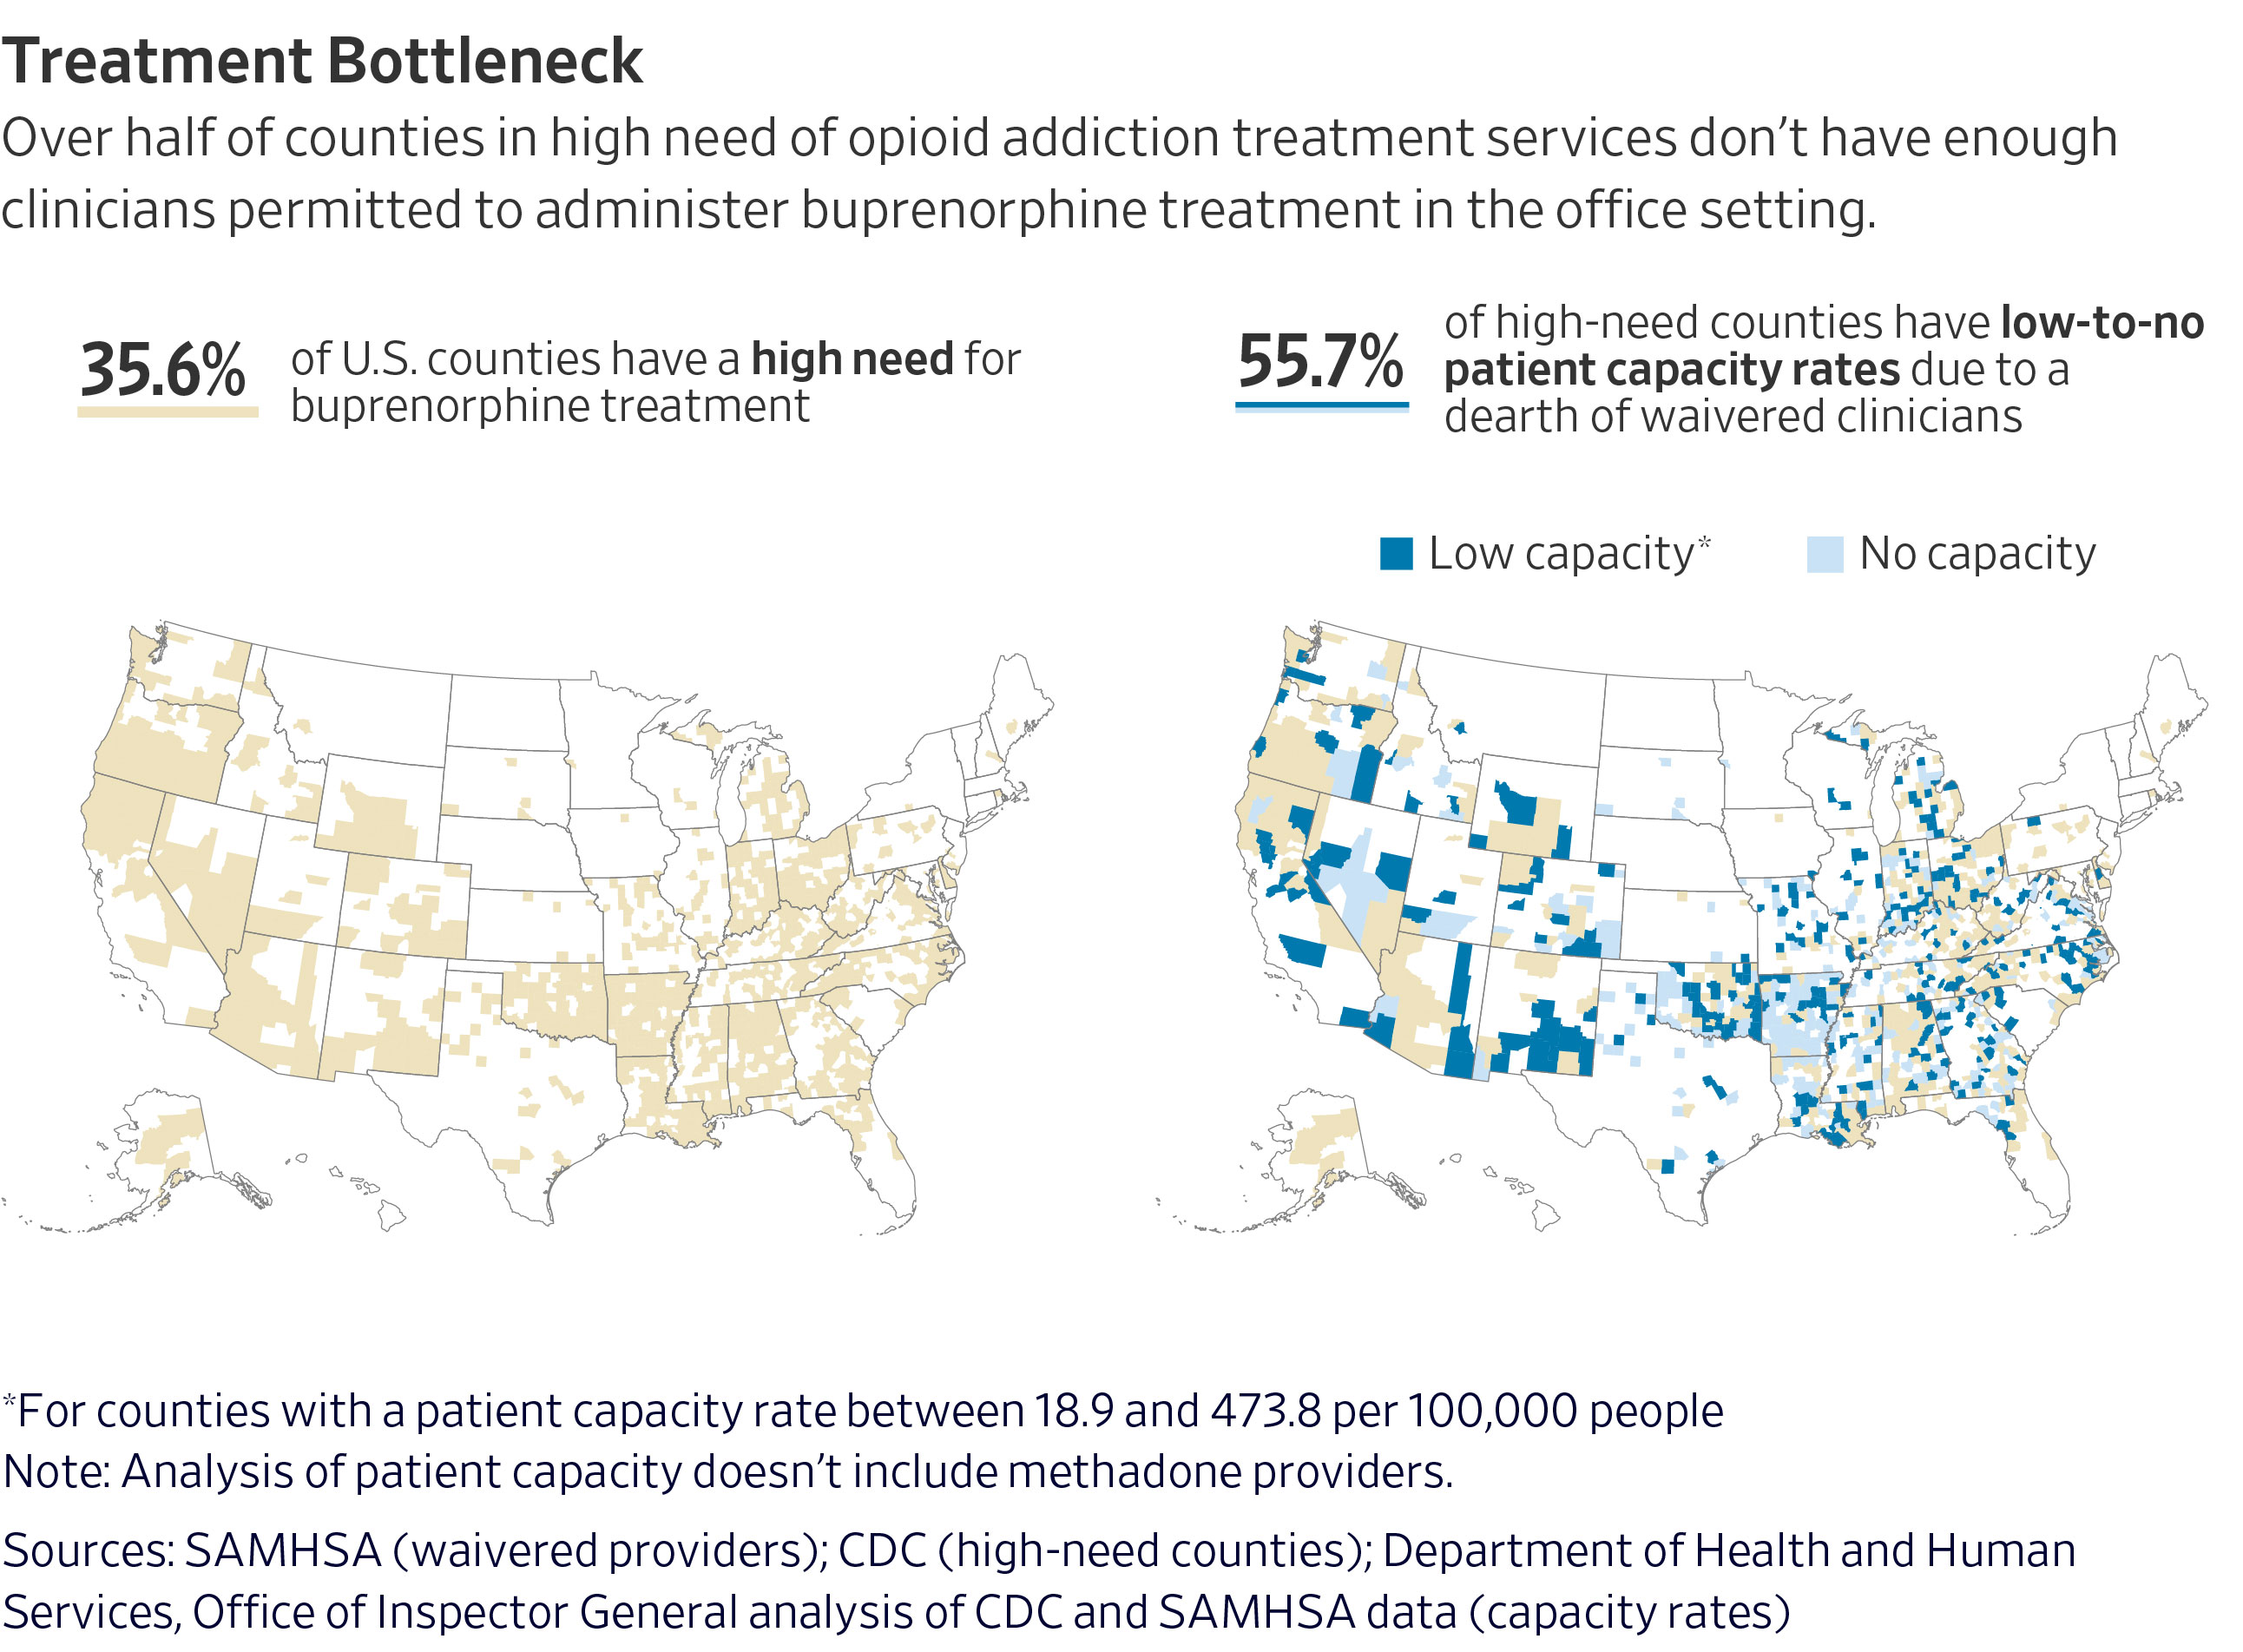 Treatment Bottleneck
Over half of counties in high need of opioid addiction treatment services don’t have enough
clinicians permitted to administer buprenorphine treatment in the office setting.
35.6%
of U.S. counties have a high need for
buprenorphine treatment
55.7%
of high-need counties have low-to-no
patient capacity rates due to a
dearth of waivered clinicians
Low capacity*
No capacity
*For counties with a patient capacity rate between 18.9 and 473.8 per 100,000 people
Note: Analysis of patient capacity doesn’t include methadone providers.
Sources: SAMHSA (waivered providers); CDC (high-need counties); Department of Health and Human
Services, Office of Inspector General analysis of CDC and SAMHSA data (capacity rates)